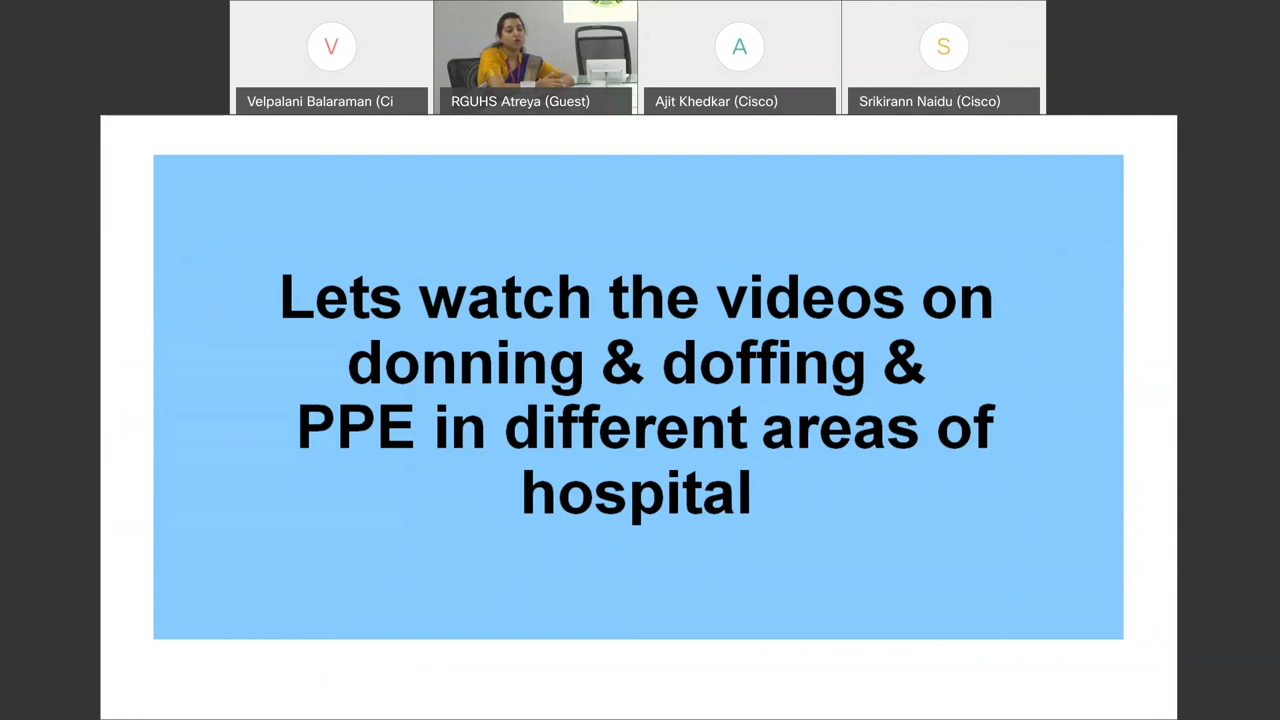 V
A
S
Velpalani Balaraman (Ci
RGUHS Atreya (Guest)
Ajit Khedkar (Cisco)
Srikirann Naidu (Cisco)
Lets watch the videos on
donning & doffing &
PPE in different areas of
hospital